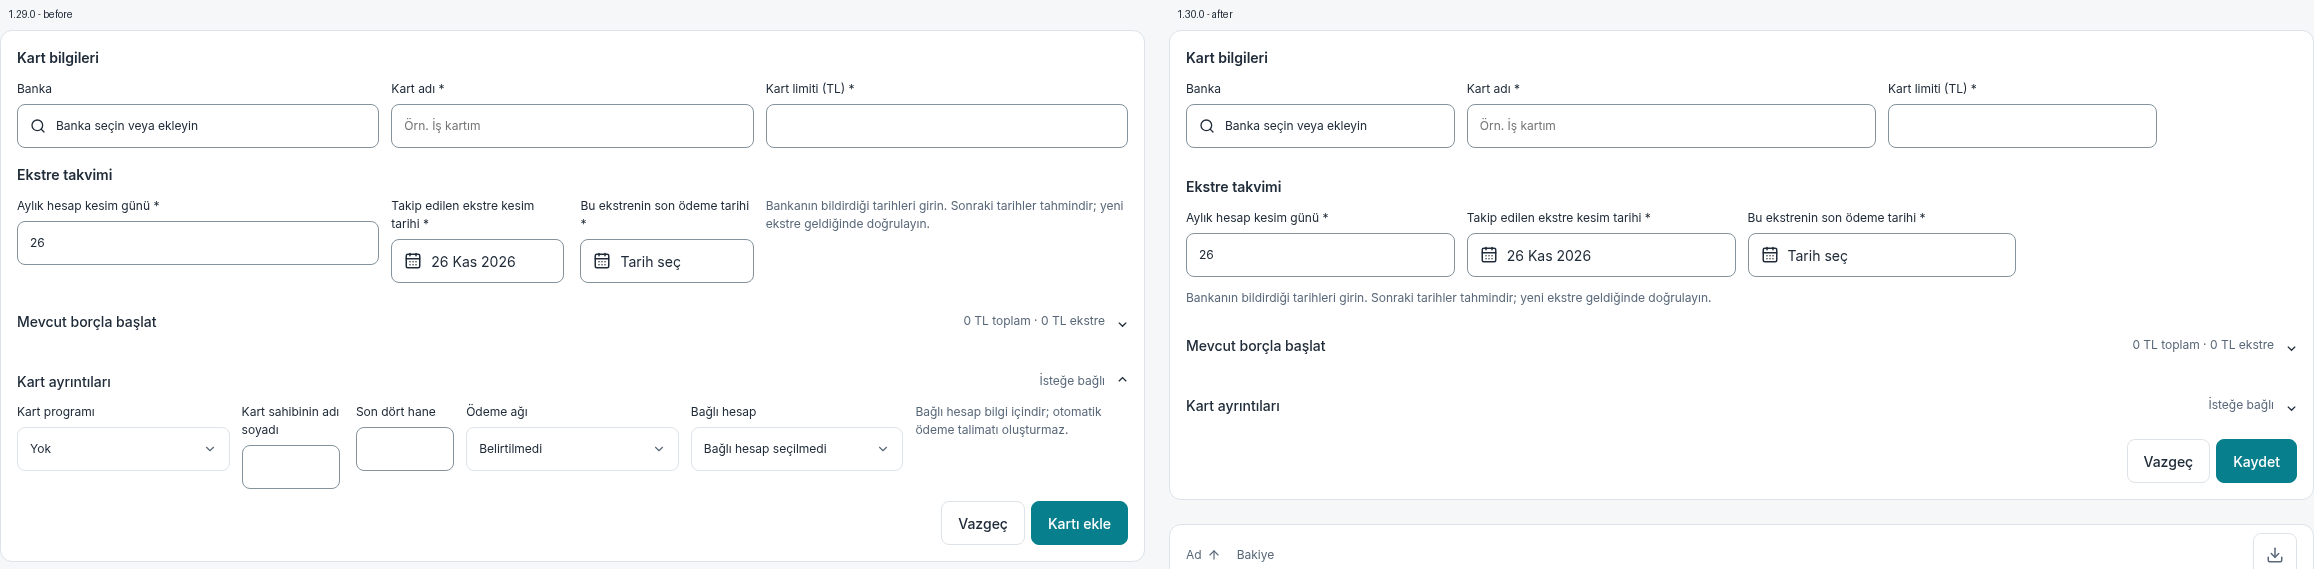 1.29.0 - before
Kart bilgileri
Banka
Kart adı *
Kart limiti (TL) *
Banka seçin veya ekleyin
Örn. İş kartım
Ekstre takvimi
Aylık hesap kesim günü *
26
Takip edilen ekstre kesim
tarihi *
26 Kas 2026
Bu ekstrenin son ödeme tarihi
*
Tarih seç
Bankanın bildirdiği tarihleri girin. Sonraki tarihler tahmindir; yeni
ekstre geldiğinde doğrulayın.
Mevcut borçla başlat
0 TL toplam · 0 TL ekstre
Kart ayrıntıları
İsteğe bağlı
Kart programı
Yok
Kart sahibinin adı
soyadı
Son dört hane
Ödeme ağı
Belirtilmedi
Bağlı hesap
Bağlı hesap seçilmedi
Bağlı hesap bilgi içindir; otomatik
ödeme talimatı oluşturmaz.
Vazgeç
Kartı ekle
1.30.0 - after
Kart bilgileri
Banka
Kart adı *
Kart limiti (TL) *
Banka seçin veya ekleyin
Örn. İş kartım
Ekstre takvimi
Aylık hesap kesim günü *
Takip edilen ekstre kesim tarihi *
Bu ekstrenin son ödeme tarihi *
26
26 Kas 2026
Tarih seç
Bankanın bildirdiği tarihleri girin. Sonraki tarihler tahmindir; yeni ekstre geldiğinde doğrulayın.
Mevcut borçla başlat
0 TL toplam · 0 TL ekstre
Kart ayrıntıları
İsteğe bağlı
Vazgeç
Kaydet
Ad
Bakiye